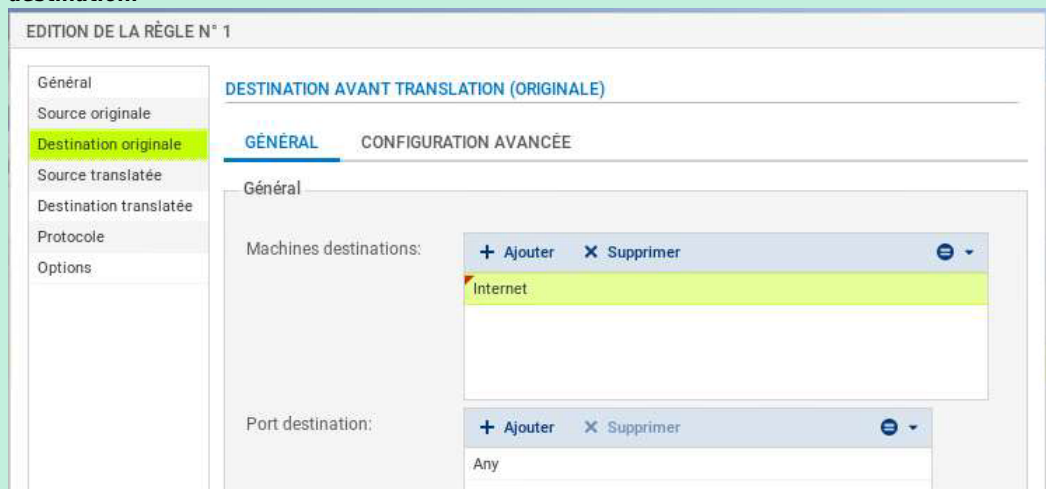 EDITION DE LA RÈGLE N° 1
Général
Source originale
Destination originale
Source translatée
Destination translatée
Protocole
Options
DESTINATION AVANT TRANSLATION (ORIGINALE)
GÉNÉRAL CONFIGURATION AVANCÉE
Général
Machines destinations:
+ Ajouter × Supprimer
Internet
Port destination:
+ Ajouter × Supprimer
Any